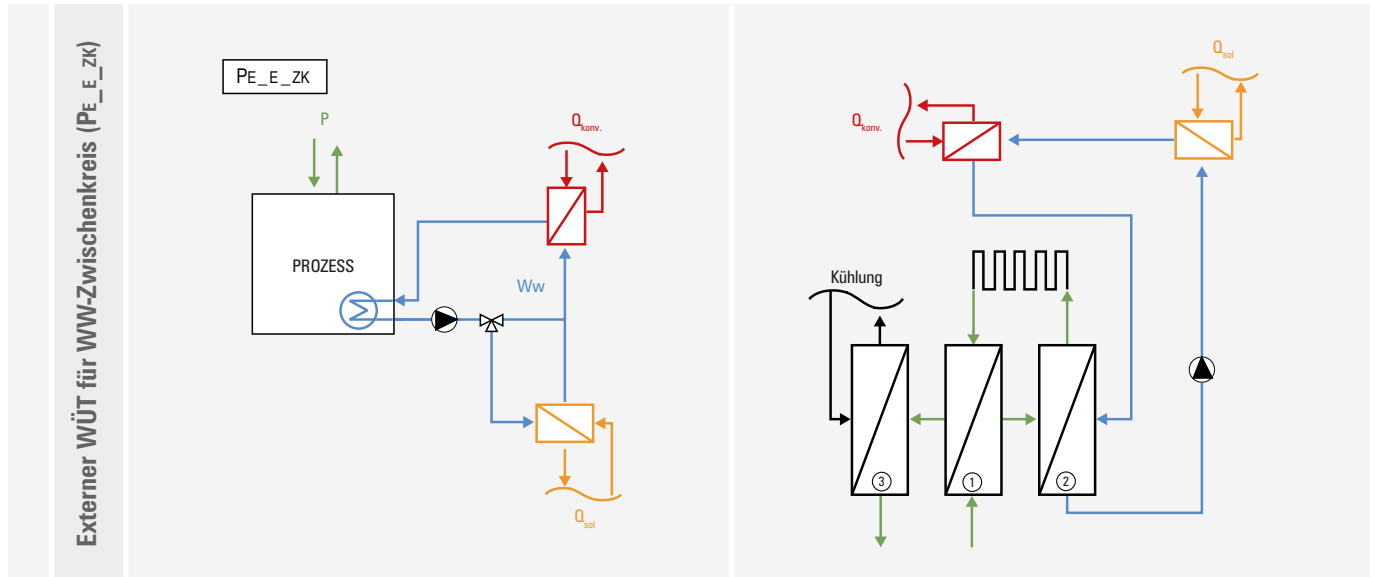 Externer WÜT für WW-Zwischenkreis (PE_E_ZK)
PE_E_ZK
P
PROZESS
Qkonv.
Ww
Qsol
Qsol
Qkonv.
Kühlung
3
1
2